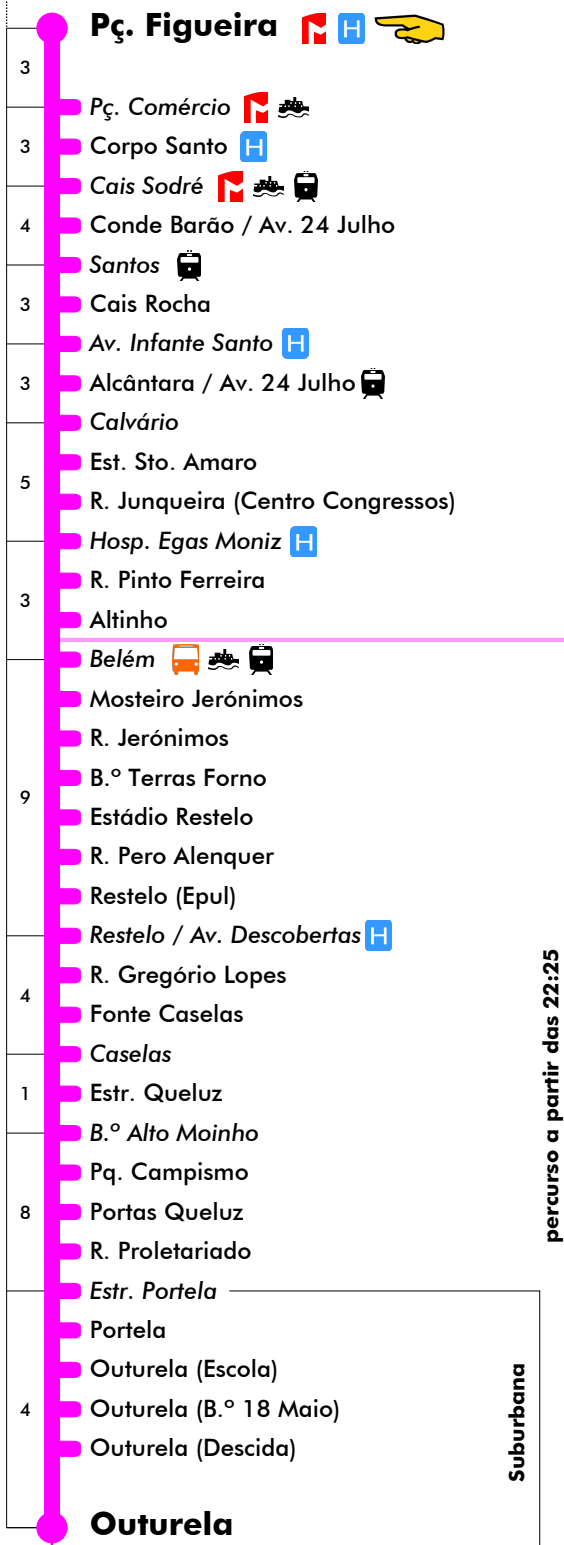 Pç. Figueira H
3
Pç. Comércio
3
Corpo Santo H
Cais Sodré
4
Conde Barão / Av. 24 Julho
Santos
3
Cais Rocha
Av. Infante Santo H
3
Alcântara / Av. 24 Julho
Calvário
Est. Sto. Amaro
5
R. Junqueira (Centro Congressos)
Hosp. Egas Moniz H
R. Pinto Ferreira
3
Altinho
Belém
Mosteiro Jerónimos
R. Jerónimos
B.º Terras Forno
9
Estádio Restelo
R. Pero Alenquer
Restelo (Epul)
Restelo / Av. Descobertas H
R. Gregório Lopes
4
Fonte Caselas
Caselas
1
Estr. Queluz
B.º Alto Moinho
Pq. Campismo
8
Portas Queluz
R. Proletariado
Estr. Portela
Portela
Outurela (Escola)
4
Outurela (B.º 18 Maio)
Outurela (Descida)
Outurela
percurso a partir das 22:25
Suburbana